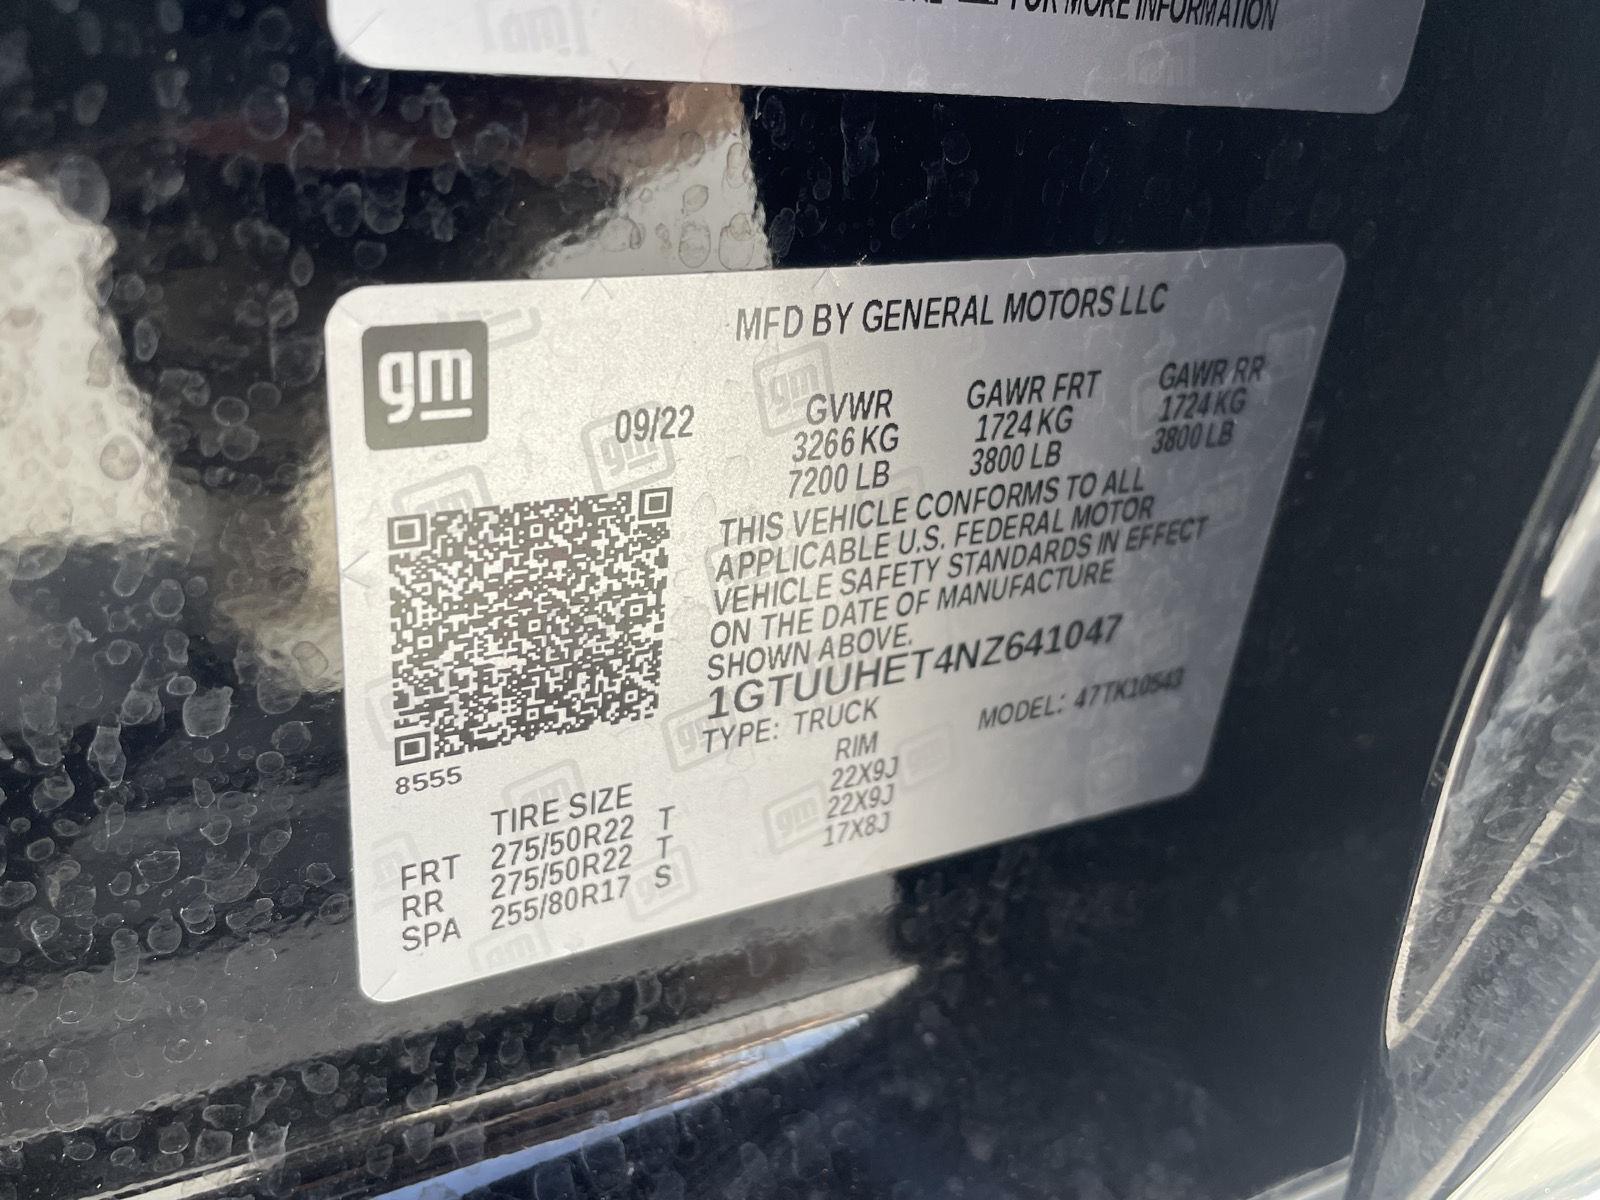 FOR MORE INFORMATION
gm
MFD BY GENERAL MOTORS LLC
09/22
GVWR GAWR FRT GAWR RR
3266 KG 1724 KG 1724 KG
7200 LB 3800 LB 3800 LB
THIS VEHICLE CONFORMS TO ALL
APPLICABLE U.S. FEDERAL MOTOR
VEHICLE SAFETY STANDARDS IN EFFECT
ON THE DATE OF MANUFACTURE
SHOWN ABOVE.
1GTUUHET4NZ641047
TYPE: TRUCK MODEL: 47TK10543
8555
TIRE SIZE RIM
FRT 275/50R22 T 22X9J
RR 275/50R22 T 22X9J
SPA 255/80R17 S 17X8J